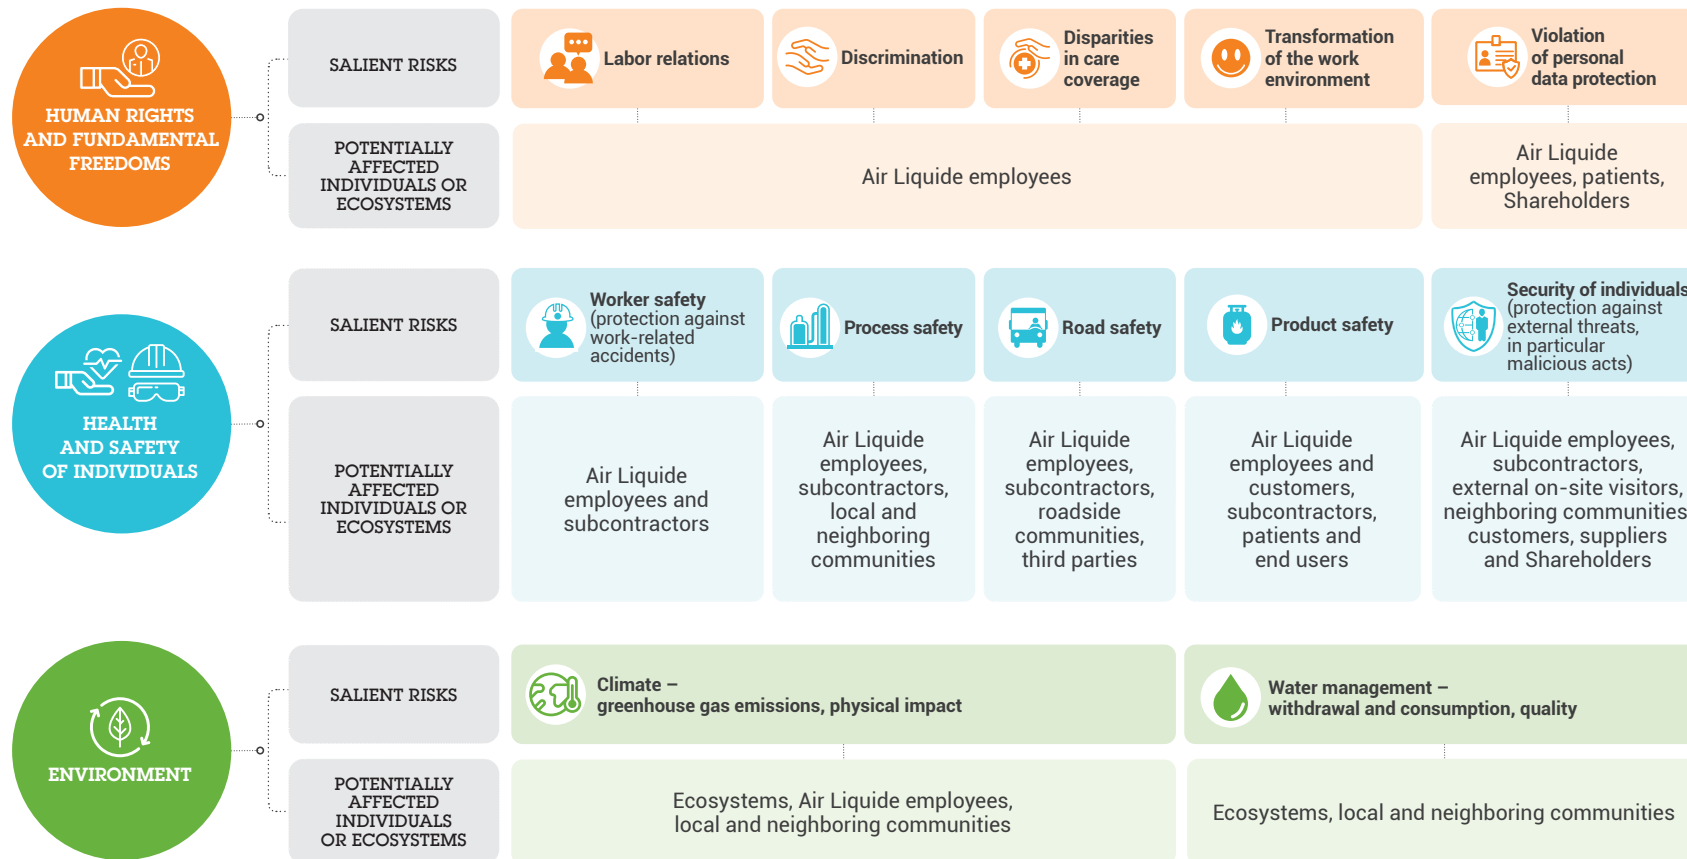 HUMAN RIGHTS
AND FUNDAMENTAL
FREEDOMS
SALIENT RISKS
Labor relations
Discrimination
Disparities
in care
coverage
Transformation
of the work
environment
Violation
of personal
data protection
POTENTIALLY
AFFECTED
INDIVIDUALS OR
ECOSYSTEMS
Air Liquide employees
Air Liquide
employees, patients,
Shareholders
HEALTH
AND SAFETY
OF INDIVIDUALS
SALIENT RISKS
Worker safety
(protection against
work-related
accidents)
Process safety
Road safety
Product safety
Security of individuals
(protection against
external threats,
in particular
malicious acts)
POTENTIALLY
AFFECTED
INDIVIDUALS OR
ECOSYSTEMS
Air Liquide
employees and
subcontractors
Air Liquide
employees,
subcontractors,
local and
neighboring
communities
Air Liquide
employees,
subcontractors,
roadside
communities,
third parties
Air Liquide
employees and
customers,
subcontractors,
patients and
end users
Air Liquide employees,
subcontractors,
external on-site visitors,
neighboring communities
customers, suppliers
and Shareholders
ENVIRONMENT
SALIENT RISKS
Climate –
greenhouse gas emissions, physical impact
Water management –
withdrawal and consumption, quality
POTENTIALLY
AFFECTED
INDIVIDUALS
OR ECOSYSTEMS
Ecosystems, Air Liquide employees,
local and neighboring communities
Ecosystems, local and neighboring communities